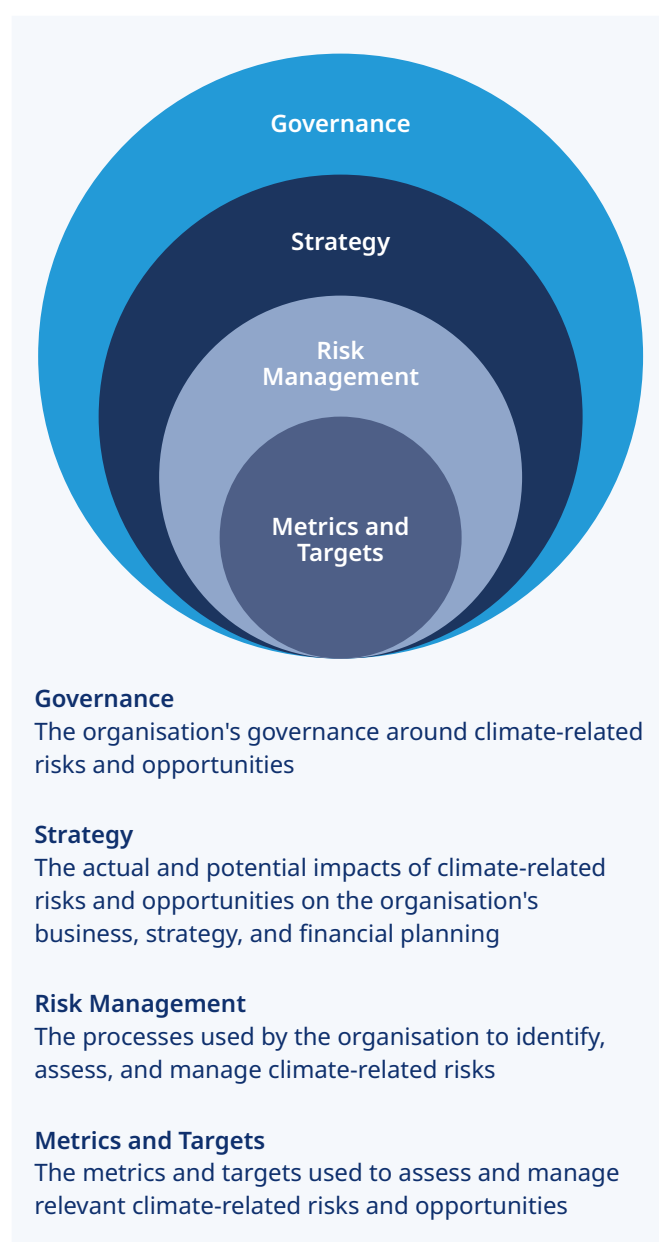 Governance
Strategy
Risk
Management
Metrics and
Targets
Governance
The organisation's governance around climate-related
risks and opportunities
Strategy
The actual and potential impacts of climate-related
risks and opportunities on the organisation's
business, strategy, and financial planning
Risk Management
The processes used by the organisation to identify,
assess, and manage climate-related risks
Metrics and Targets
The metrics and targets used to assess and manage
relevant climate-related risks and opportunities